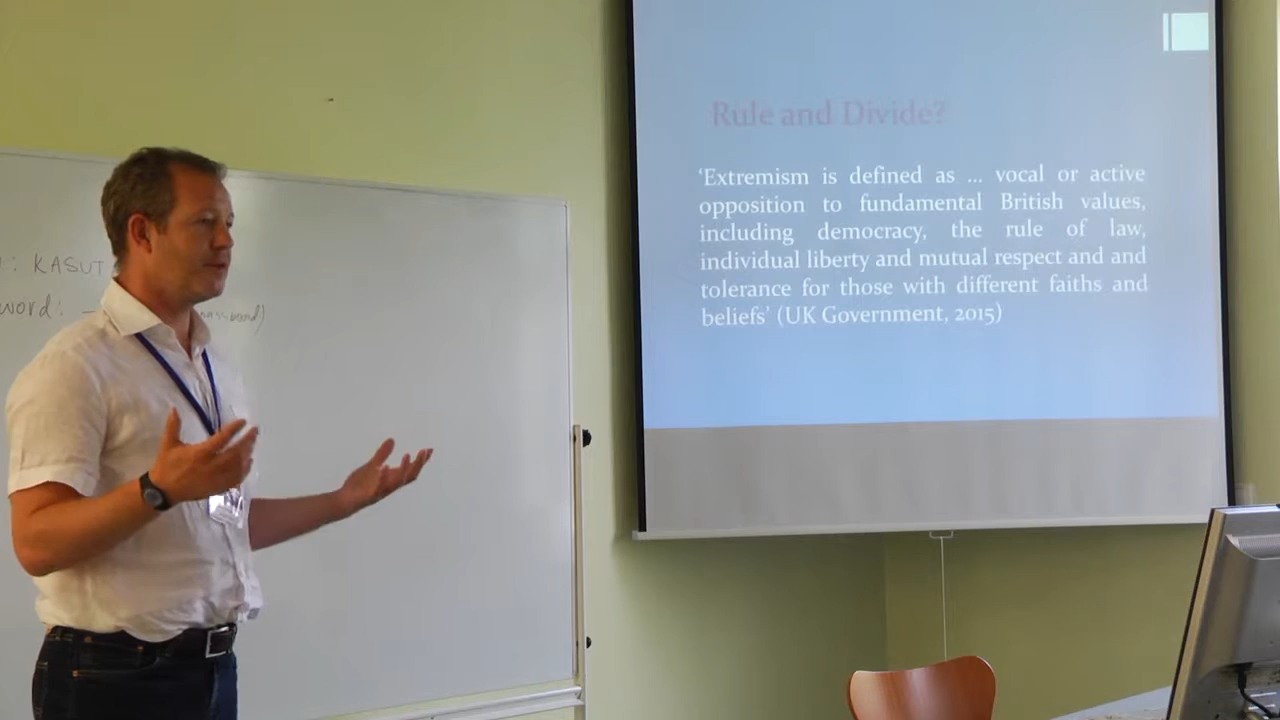 : KASUT
word: -
Rule and Divide?
‘Extremism is defined as ... vocal or active
opposition to fundamental British values,
including democracy, the rule of law,
individual liberty and mutual respect and and
tolerance for those with different faiths and
beliefs’ (UK Government, 2015)